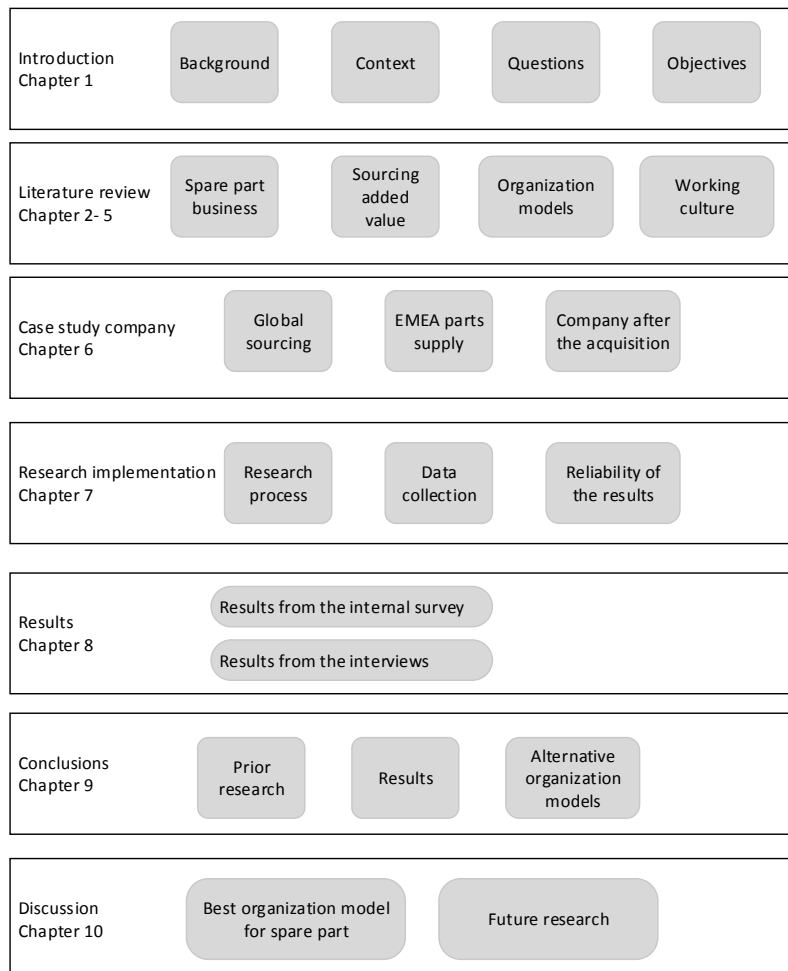 Introduction
Chapter 1
Background
Context
Questions
Objectives
Literature review
Chapter 2- 5
Spare part
business
Sourcing
added
value
Organization
models
Working
culture
Case study company
Chapter 6
Global
sourcing
EMEA parts
supply
Company after
the acquisition
Research implementation
Chapter 7
Research
process
Data
collection
Reliability of
the results
Results
Chapter 8
Results from the internal survey
Results from the interviews
Conclusions
Chapter 9
Prior
research
Results
Alternative
organization
models
Discussion
Chapter 10
Best organization model
for spare part
Future research